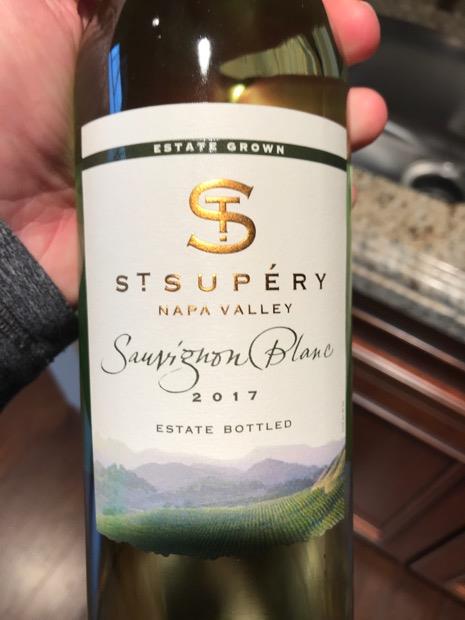 ESTATE GROWN
ST
ST SUPÉRY
NAPA VALLEY
Sauvignon Blanc
2017
ESTATE BOTTLED